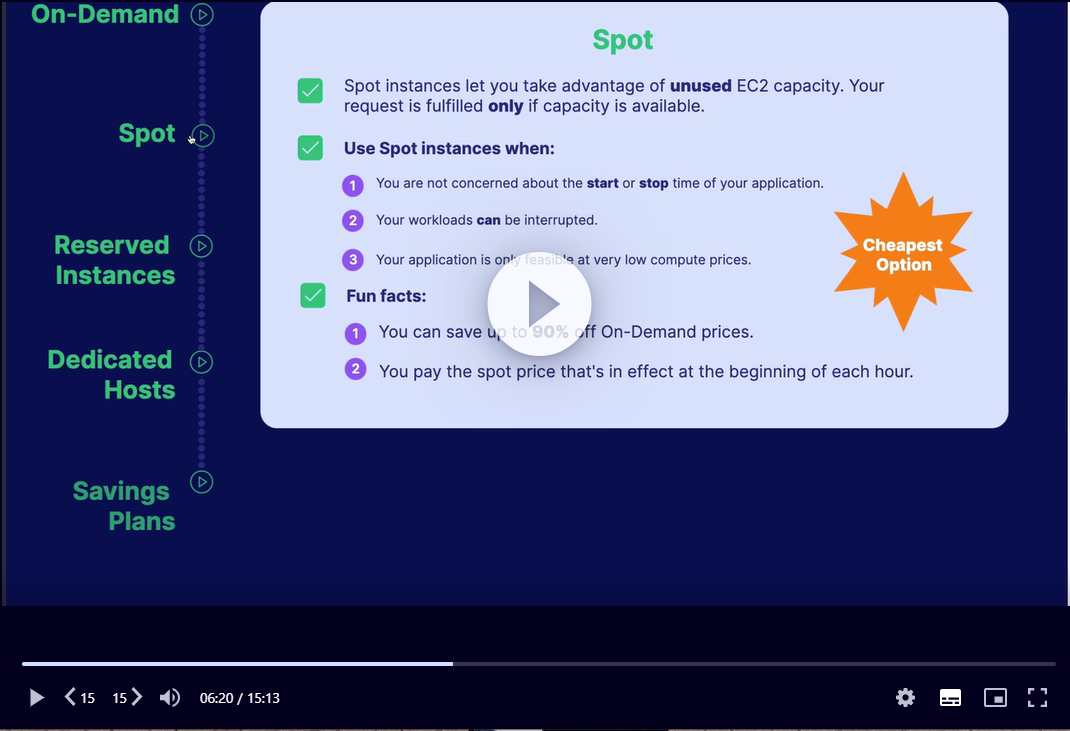 On-Demand
Spot
Reserved
Instances
Dedicated
Hosts
Savings
Plans
Spot
Spot instances let you take advantage of unused EC2 capacity. Your
request is fulfilled only if capacity is available.
Use Spot instances when:
1 You are not concerned about the start or stop time of your application.
2 Your workloads can be interrupted.
3 Your application is only feasible at very low compute prices.
Cheapest
Option
Fun facts:
1 You can save up to 90% off On-Demand prices.
2 You pay the spot price that's in effect at the beginning of each hour.
15 15 06:20 / 15:13